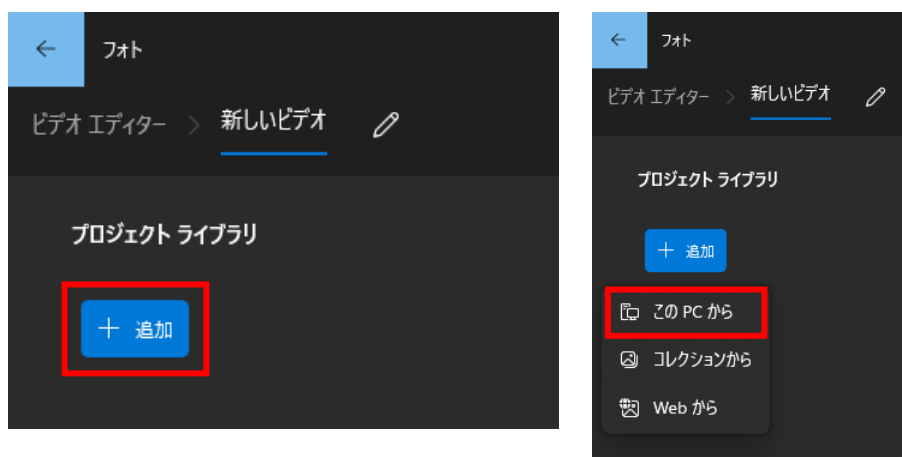 フォト
ビデオ エディター > 新しいビデオ
プロジェクト ライブラリ
+ 追加
フォト
ビデオ エディター > 新しいビデオ
プロジェクト ライブラリ
+ 追加
この PC から
コレクションから
Web から